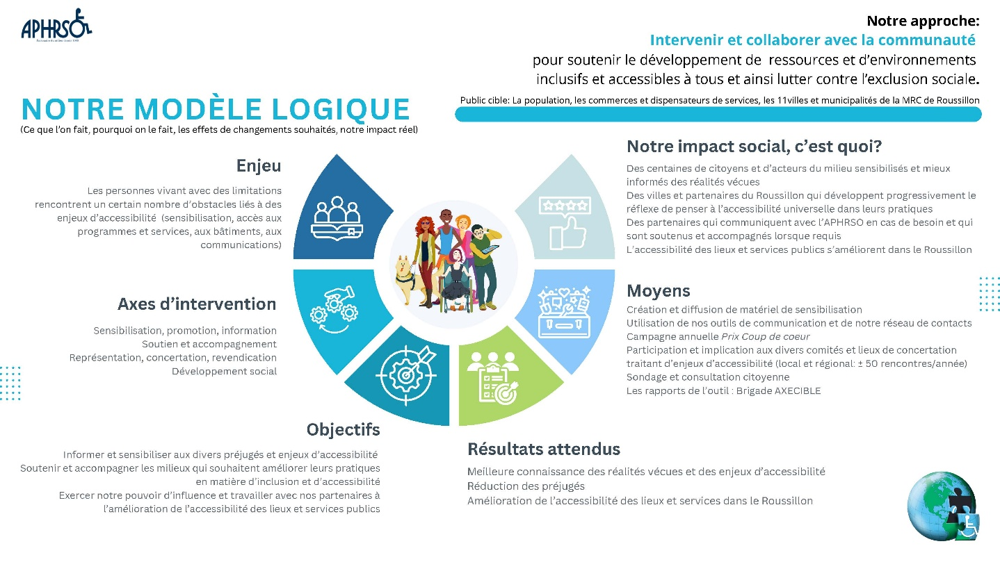 APHRSO
Partenaire du milieu depuis 1980
Notre approche:
Intervenir et collaborer avec la communauté
pour soutenir le développement de ressources et d'environnements
inclusifs et accessibles à tous et ainsi lutter contre l'exclusion sociale.
Public cible: La population, les commerces et dispensateurs de services, les 11villes et municipalités de la MRC de Roussillon
NOTRE MODÈLE LOGIQUE
(Ce que l'on fait, pourquoi on le fait, les effets de changements souhaités, notre impact réel)
Enjeu
Les personnes vivant avec des limitations
rencontrent un certain nombre d'obstacles liés à des
enjeux d'accessibilité (sensibilisation, accès aux
programmes et services, aux bâtiments, aux
communications)
Axes d'intervention
Sensibilisation, promotion, information
Soutien et accompagnement
Représentation, concertation, revendication
Développement social
Objectifs
Informer et sensibiliser aux divers préjugés et enjeux d'accessibilité
Soutenir et accompagner les milieux qui souhaitent améliorer leurs pratiques
en matière d'inclusion et d'accessibilité
Exercer notre pouvoir d'influence et travailler avec nos partenaires à
l'amélioration de l'accessibilité des lieux et services publics
Résultats attendus
Meilleure connaissance des réalités vécues et des enjeux d'accessibilité
Réduction des préjugés
Amélioration de l'accessibilité des lieux et services dans le Roussillon
Moyens
Création et diffusion de matériel de sensibilisation
Utilisation de nos outils de communication et de notre réseau de contacts
Campagne annuelle Prix Coup de coeur
Participation et implication aux divers comités et lieux de concertation
traitant d'enjeux d'accessibilité (local et régional: ± 50 rencontres/année)
Sondage et consultation citoyenne
Les rapports de l'outil : Brigade AXECIBLE
Notre impact social, c'est quoi?
Des centaines de citoyens et d'acteurs du milieu sensibilisés et mieux
informés des réalités vécues
Des villes et partenaires du Roussillon qui développent progressivement le
réflexe de penser à l'accessibilité universelle dans leurs pratiques
Des partenaires qui communiquent avec l'APHRSO en cas de besoin et qui
sont soutenus et accompagnés lorsque requis
L'accessibilité des lieux et services publics s'améliorent dans le Roussillon